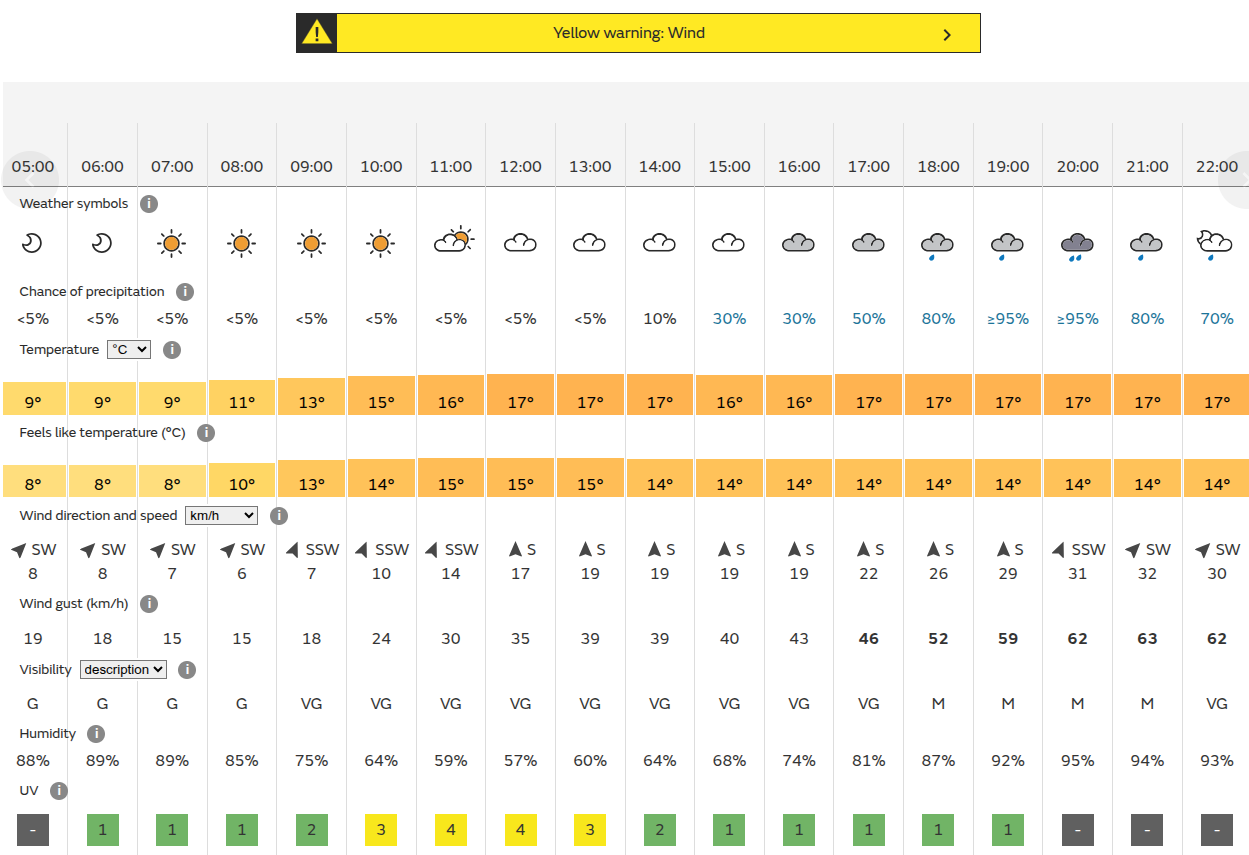 Yellow warning: Wind
05:00 06:00 07:00 08:00 09:00 10:00 11:00 12:00 13:00 14:00 15:00 16:00 17:00 18:00 19:00 20:00 21:00 22:00
Weather symbols i
Chance of precipitation i
<5% <5% <5% <5% <5% <5% <5% <5% <5% 10% 30% 30% 50% 80% ≥95% ≥95% 80% 70%
Temperature °C i
9° 9° 9° 11° 13° 15° 16° 17° 17° 17° 16° 16° 17° 17° 17° 17° 17° 17°
Feels like temperature (°C) i
8° 8° 8° 10° 13° 14° 15° 15° 15° 14° 14° 14° 14° 14° 14° 14° 14° 14°
Wind direction and speed km/h i
SW SW SW SW SSW SSW SSW S S S S S S S S SSW SW SW
8 8 7 6 7 10 14 17 19 19 19 19 22 26 29 31 32 30
Wind gust (km/h) i
19 18 15 15 18 24 30 35 39 39 40 43 46 52 59 62 63 62
Visibility description i
G G G G VG VG VG VG VG VG VG VG VG M M M M VG
Humidity i
88% 89% 89% 85% 75% 64% 59% 57% 60% 64% 68% 74% 81% 87% 92% 95% 94% 93%
UV i
- 1 1 1 2 3 4 4 3 2 1 1 1 1 1 - - -